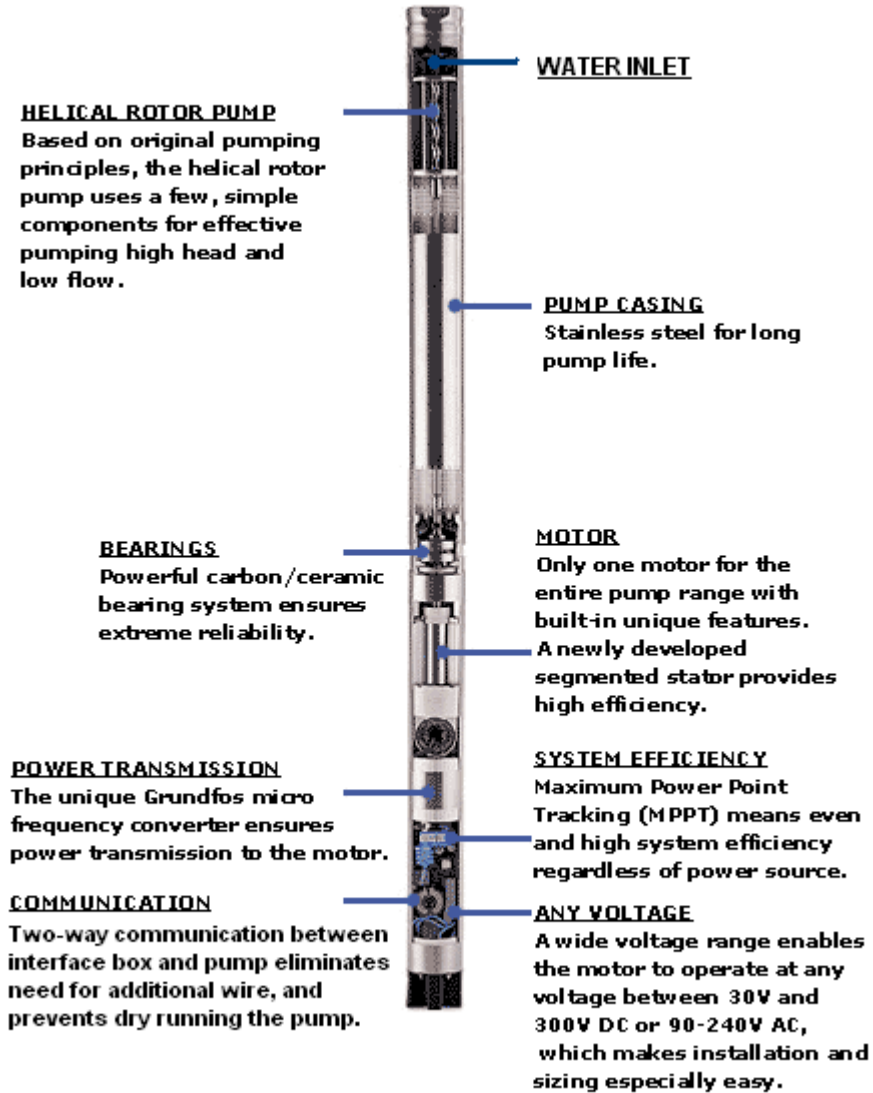 WATER INLET
HELICAL ROTOR PUMP
Based on original pumping
principles, the helical rotor
pump uses a few, simple
components for effective
pumping high head and
low flow.
PUMP CASING
Stainless steel for long
pump life.
BEARINGS
Powerful carbon/ceramic
bearing system ensures
extreme reliability.
MOTOR
Only one motor for the
entire pump range with
built-in unique features.
A newly developed
segmented stator provides
high efficiency.
POWER TRANSMISSION
The unique Grundfos micro
frequency converter ensures
power transmission to the motor.
SYSTEM EFFICIENCY
Maximum Power Point
Tracking (MPPT) means even
and high system efficiency
regardless of power source.
COMMUNICATION
Two-way communication between
interface box and pump eliminates
need for additional wire, and
prevents dry running the pump.
ANY VOLTAGE
A wide voltage range enables
the motor to operate at any
voltage between 30V and
300V DC or 90-240V AC,
which makes installation and
sizing especially easy.